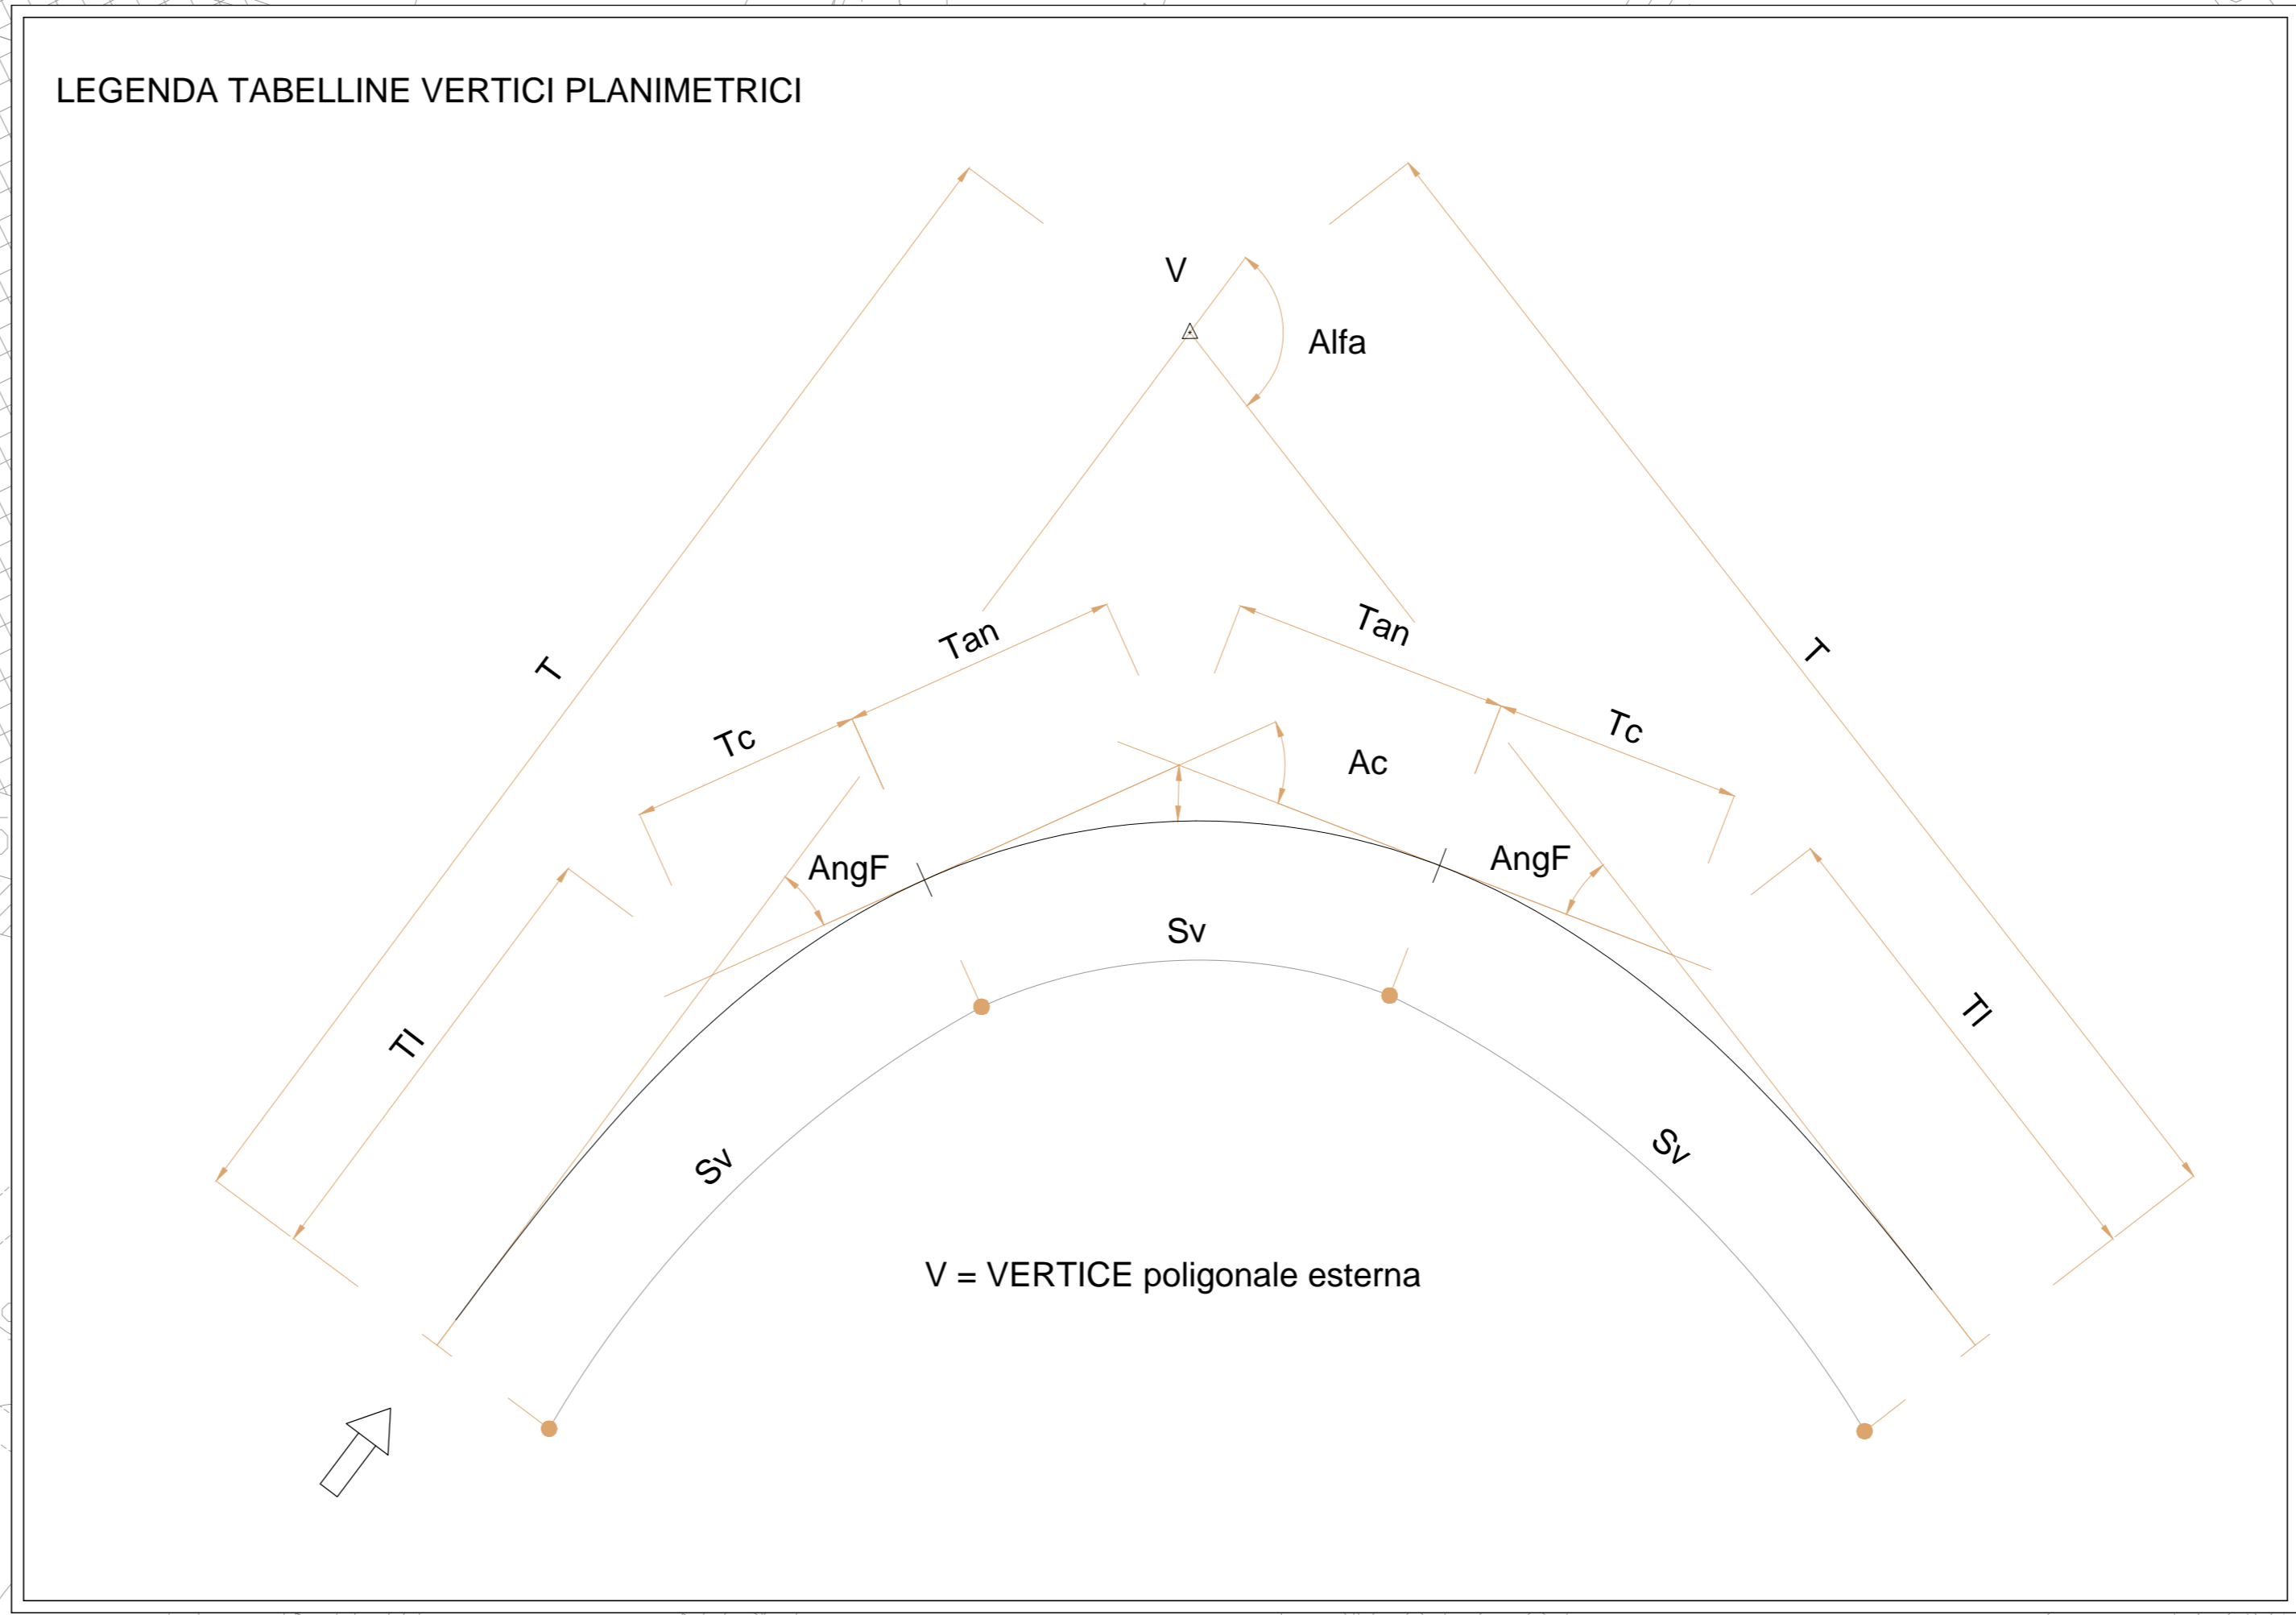 LEGENDA TABELLINE VERTICI PLANIMETRICI
V
Alfa
T
Tan
Tan
T
Tc
Tc
Ac
AngF
AngF
Sv
Tl
Tl
Sv
Sv
V = VERTICE poligonale esterna